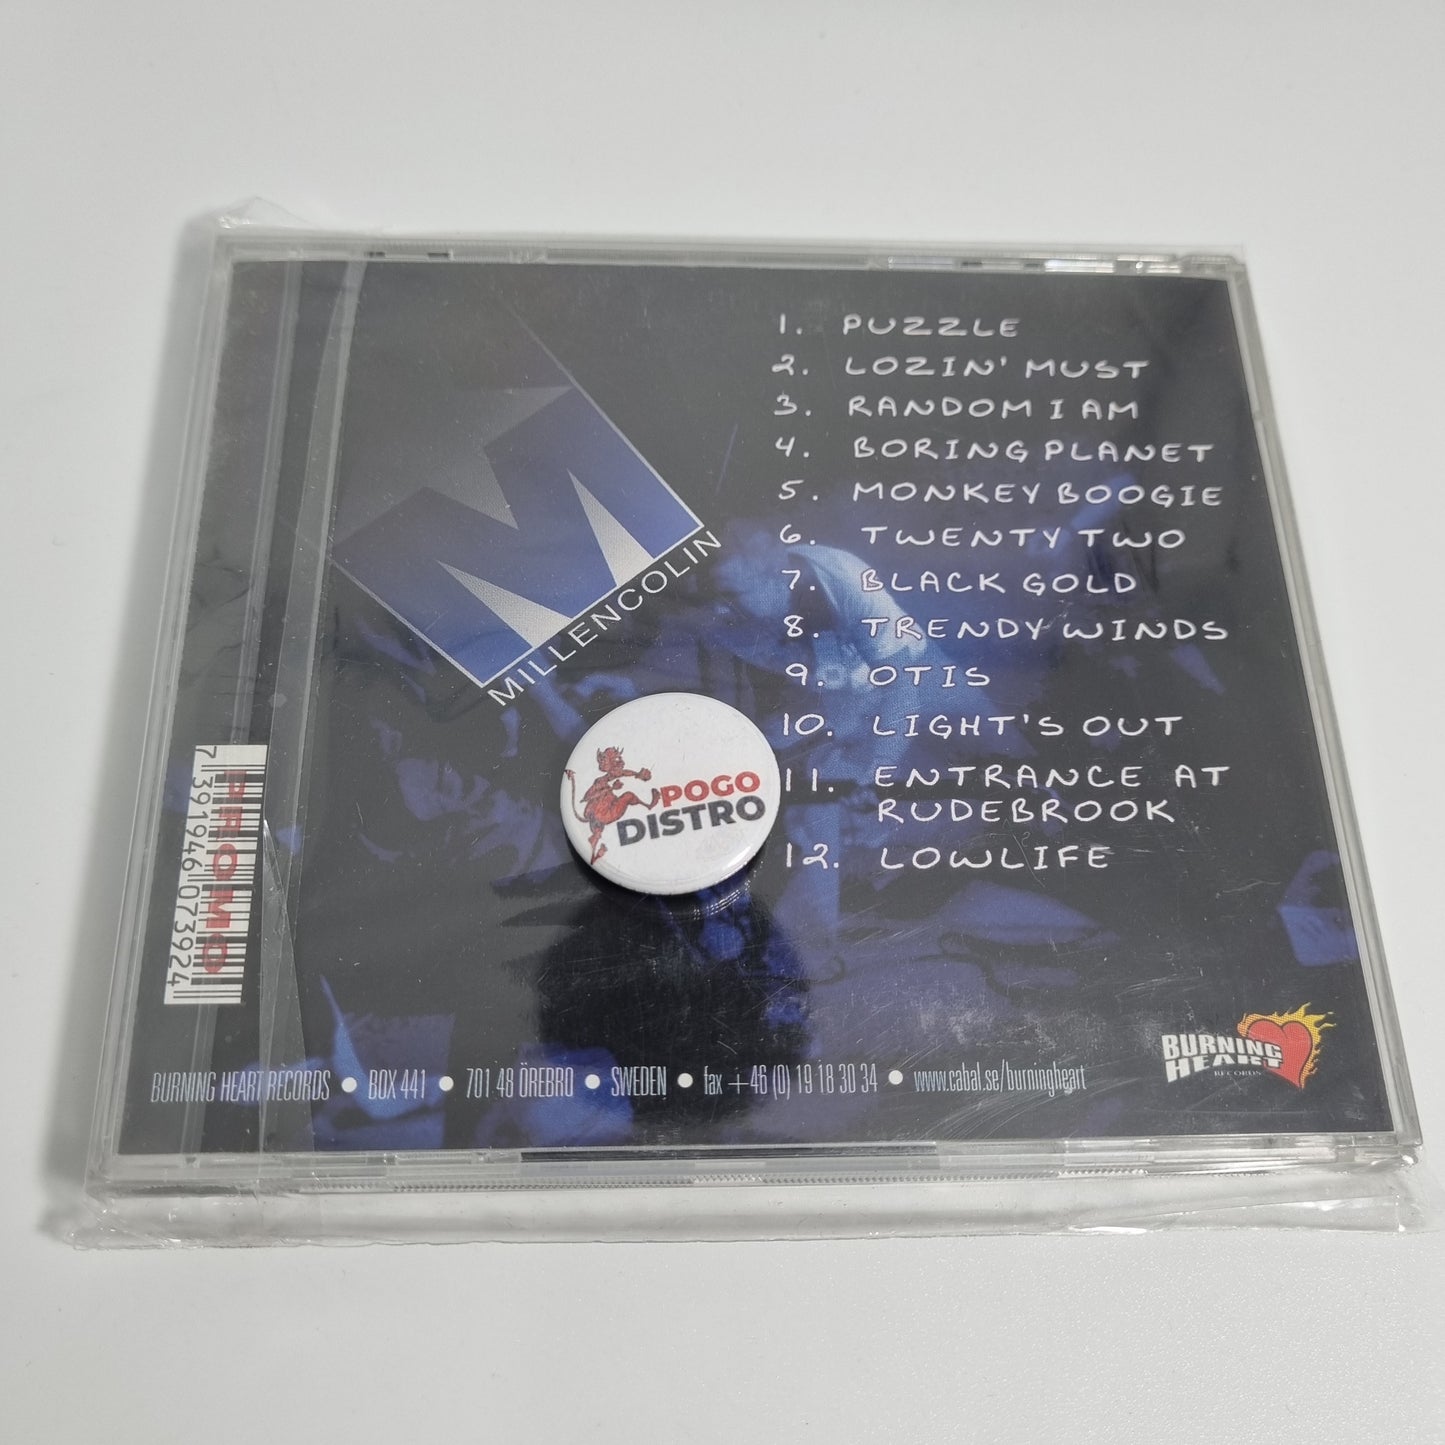 1. PUZZLE
2. LOZIN' MUST
3. RANDOM I AM
4. BORING PLANET
5. MONKEY BOOGIE
6. TWENTY TWO
7. BLACK GOLD
8. TRENDY WINDS
9. OTIS
10. LIGHT'S OUT
11. ENTRANCE AT
RUDEBROOK
12. LOWLIFE
MILLENCOLIN
POGO
DISTRO
PROMO
7 391946 073924
BURNING HEART RECORDS • BOX 441 • 701 48 ÖREBRO • SWEDEN • fax +46 (0) 19 18 30 34 • www.cabal.se/burningheart
BURNING
HEART
RECORDS